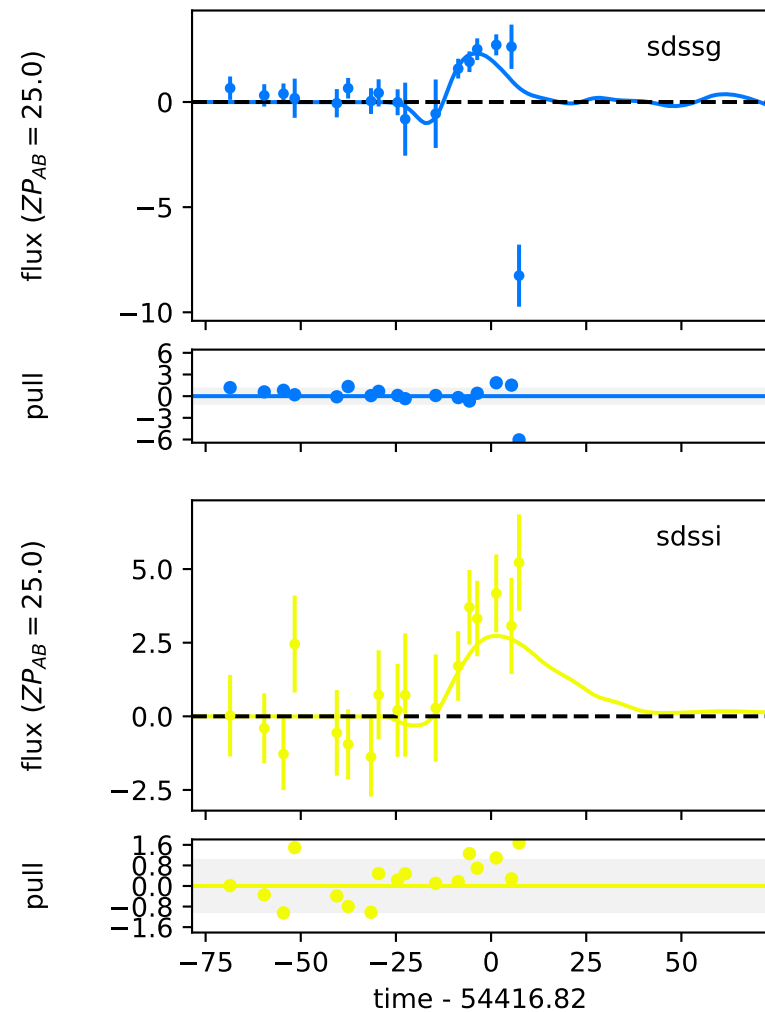 sdssg
flux ($ZP_{AB} = 25.0$)
0
−5
−10
pull
6
3
0
−3
−6
sdssi
flux ($ZP_{AB} = 25.0$)
5.0
2.5
0.0
−2.5
pull
1.6
0.8
0.0
−0.8
−1.6
−75 −50 −25 0 25 50
time - 54416.82